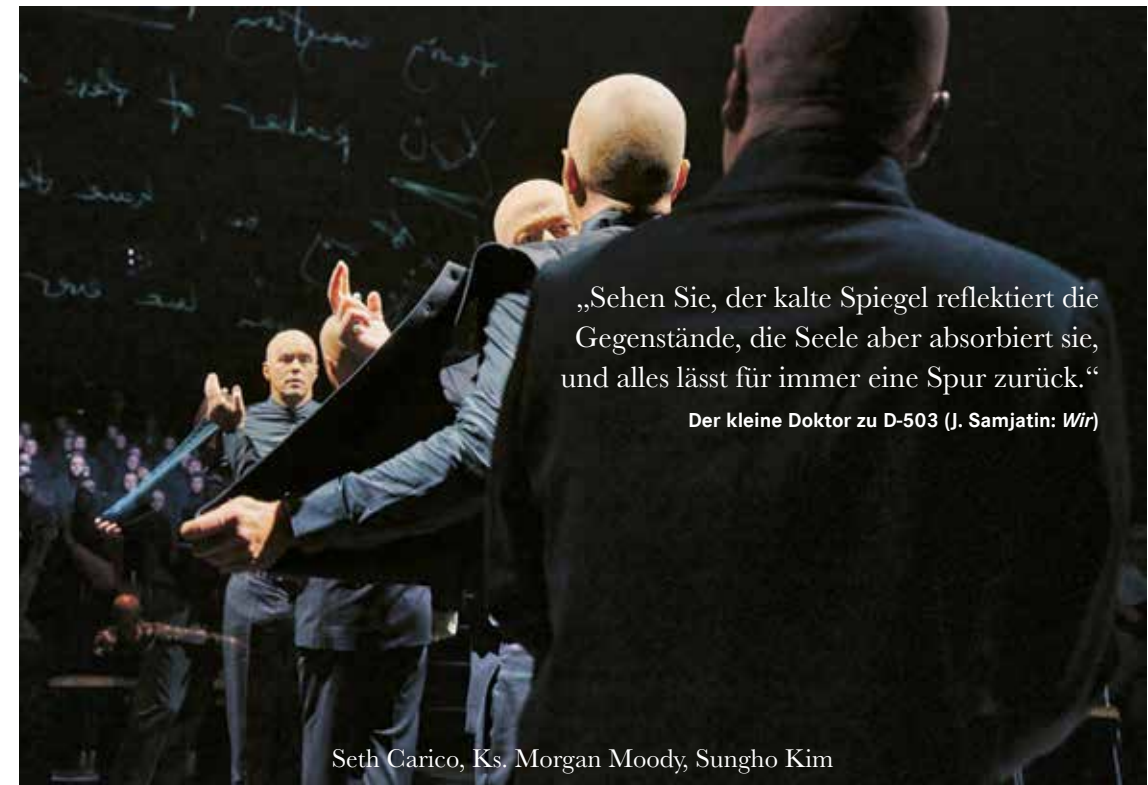 „Sehen Sie, der kalte Spiegel reflektiert die
Gegenstände, die Seele aber absorbiert sie,
und alles lässt für immer eine Spur zurück.“
Der kleine Doktor zu D-503 (J. Samjatin: Wir)
Seth Carico, Ks. Morgan Moody, Sungho Kim